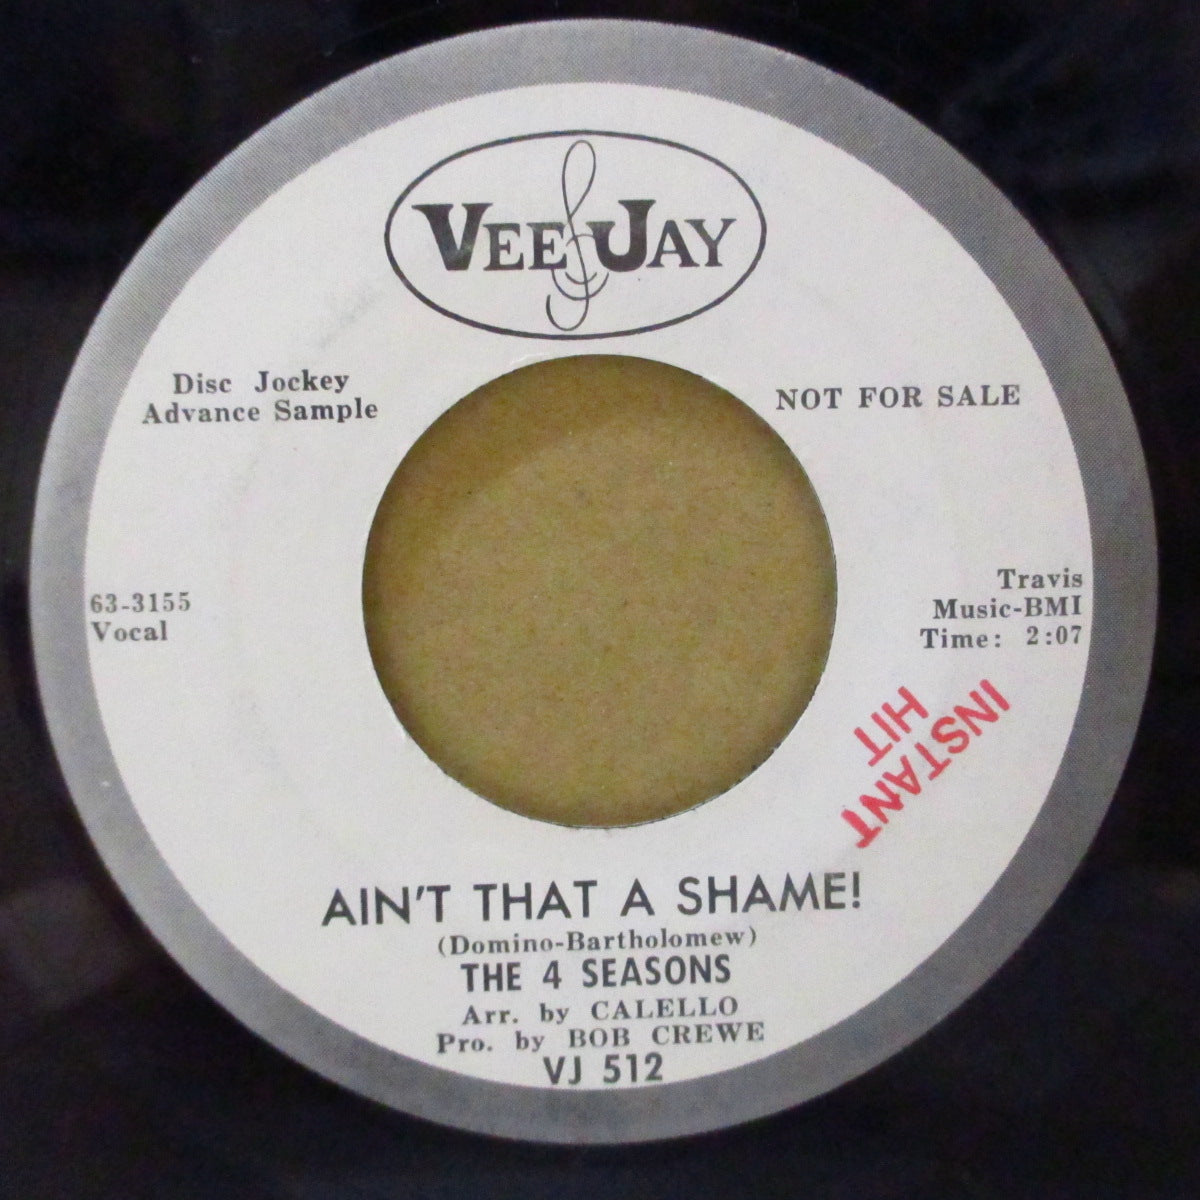 VEE JAY
Disc Jockey
Advance Sample
NOT FOR SALE
63-3155
Vocal
Travis
Music-BMI
Time: 2:07
INSTANT
HIT
AIN'T THAT A SHAME!
(Domino-Bartholomew)
THE 4 SEASONS
Arr. by CALELLO
Pro. by BOB CREWE
VJ 512